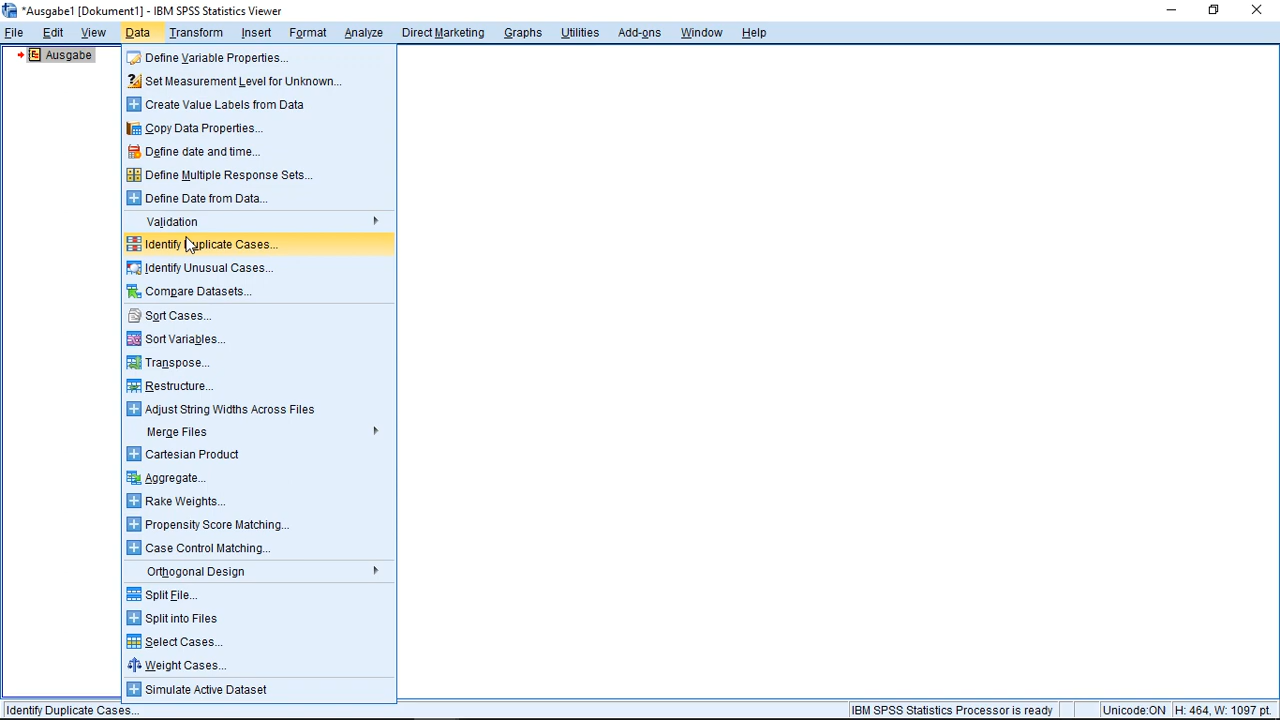 *Ausgabe1 [Dokument1] - IBM SPSS Statistics Viewer
File Edit View Data Transform Insert Format Analyze Direct Marketing Graphs Utilities Add-ons Window Help
Ausgabe
Define Variable Properties...
Set Measurement Level for Unknown...
Create Value Labels from Data
Copy Data Properties...
Define date and time...
Define Multiple Response Sets...
Define Date from Data...
Validation
Identify Duplicate Cases...
Identify Unusual Cases...
Compare Datasets...
Sort Cases...
Sort Variables...
Transpose...
Restructure...
Adjust String Widths Across Files
Merge Files
Cartesian Product
Aggregate...
Rake Weights...
Propensity Score Matching...
Case Control Matching...
Orthogonal Design
Split File...
Split into Files
Select Cases...
Weight Cases...
Simulate Active Dataset
Identify Duplicate Cases... IBM SPSS Statistics Processor is ready Unicode:ON H: 464, W: 1097 pt.